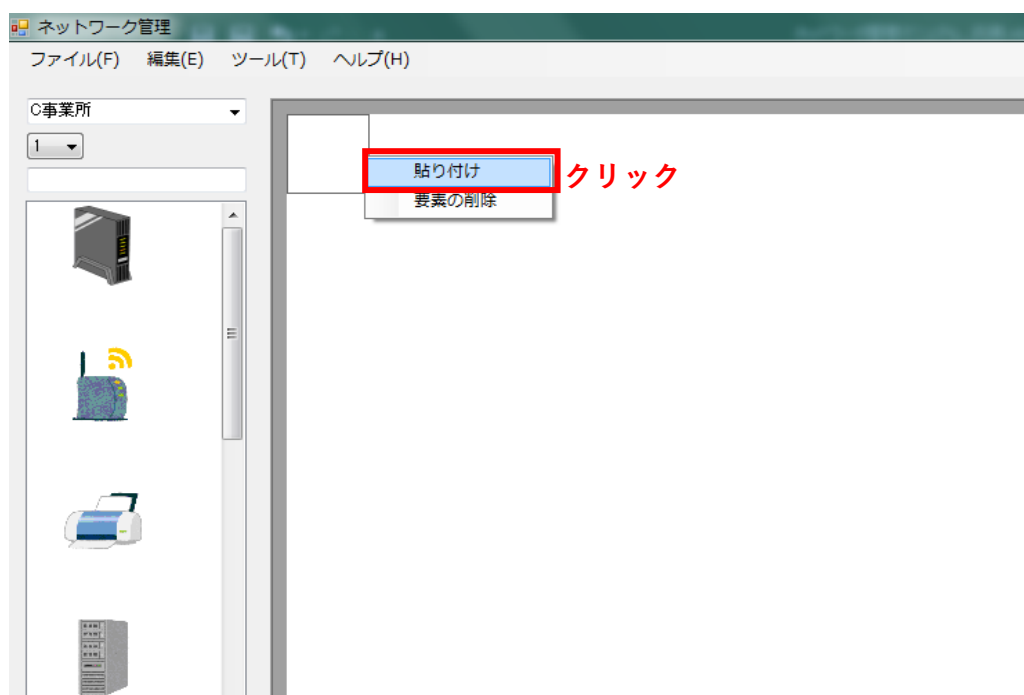 ネットワーク管理
ファイル(F) 編集(E) ツール(T) ヘルプ(H)
C事業所
1
貼り付け
クリック
要素の削除